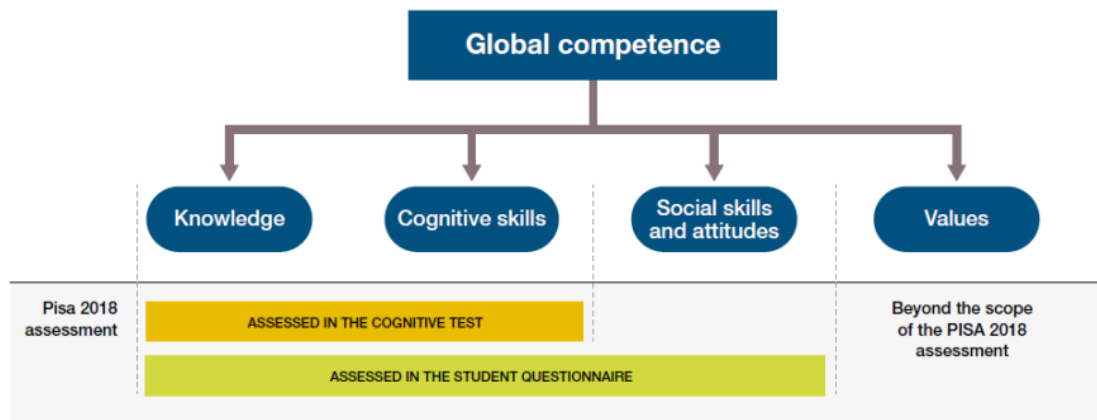 Global competence
Knowledge
Cognitive skills
Social skills
and attitudes
Values
Pisa 2018
assessment
ASSESSED IN THE COGNITIVE TEST
ASSESSED IN THE STUDENT QUESTIONNAIRE
Beyond the scope
of the PISA 2018
assessment